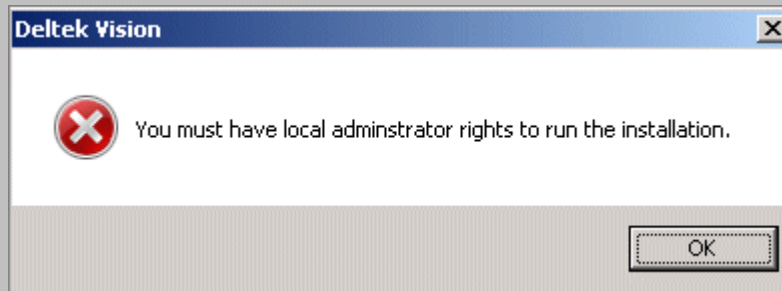 Deltek Vision
You must have local adminstrator rights to run the installation.
OK